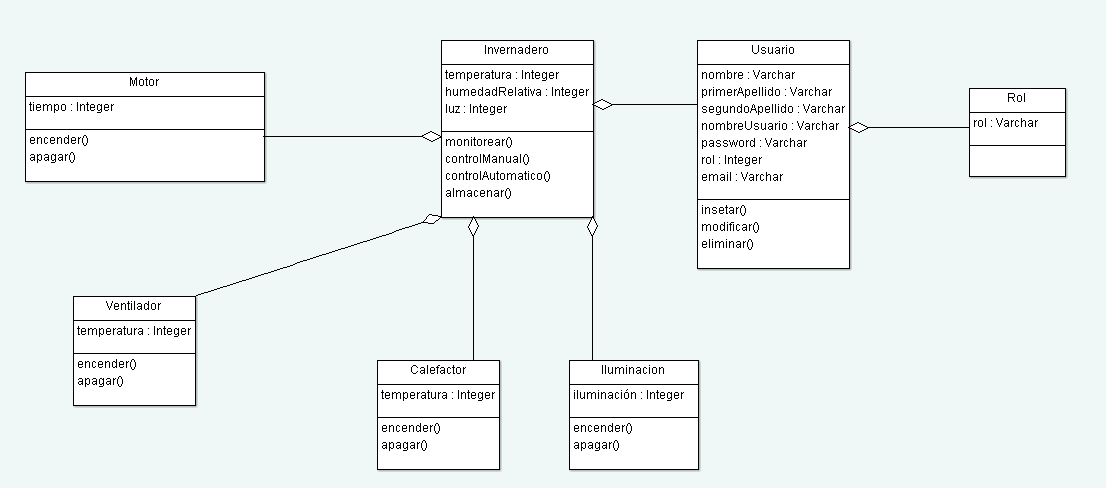 Motor
tiempo : Integer
encender()
apagar()
Invernadero
temperatura : Integer
humedadRelativa : Integer
luz : Integer
monitorear()
controlManual()
controlAutomatico()
almacenar()
Usuario
nombre : Varchar
primerApellido : Varchar
segundoApellido : Varchar
nombreUsuario : Varchar
password : Varchar
rol : Integer
email : Varchar
insetar()
modificar()
eliminar()
Rol
rol : Varchar
Ventilador
temperatura : Integer
encender()
apagar()
Calefactor
temperatura : Integer
encender()
apagar()
Iluminacion
iluminación : Integer
encender()
apagar()